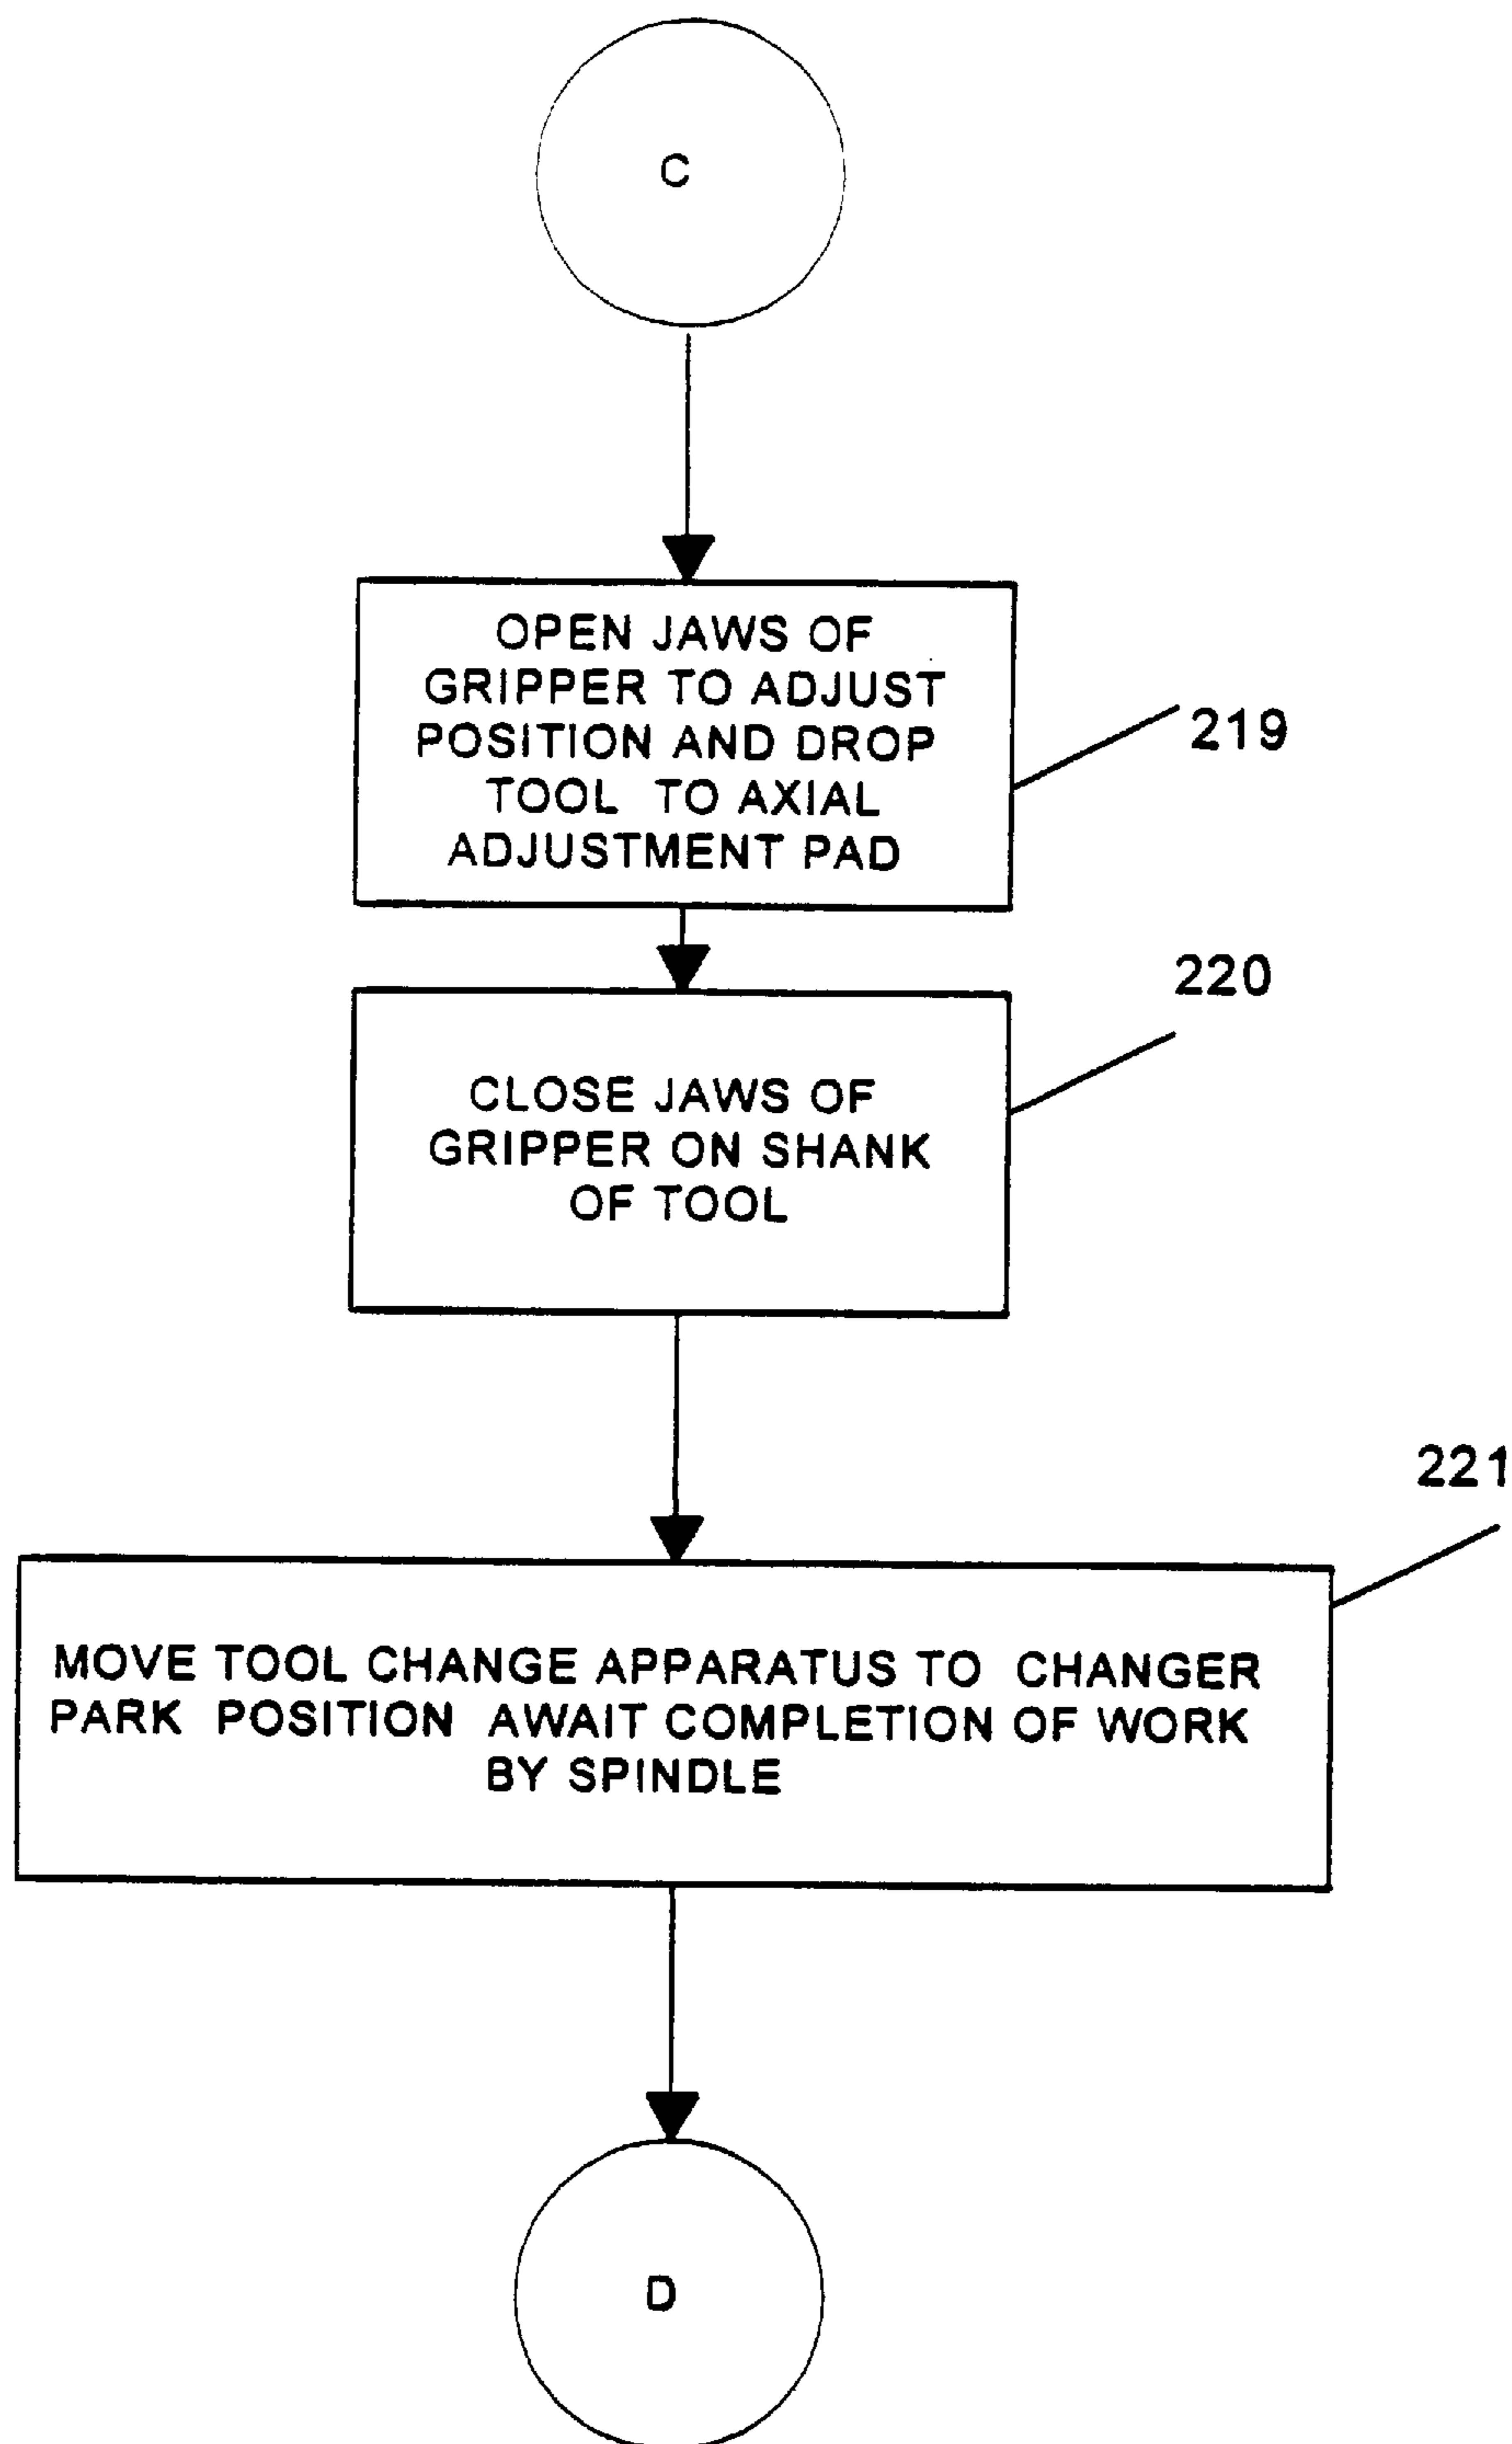 C
OPEN JAWS OF
GRIPPER TO ADJUST
POSITION AND DROP
TOOL TO AXIAL
ADJUSTMENT PAD
219
220
CLOSE JAWS OF
GRIPPER ON SHANK
OF TOOL
221
MOVE TOOL CHANGE APPARATUS TO CHANGER
PARK POSITION AWAIT COMPLETION OF WORK
BY SPINDLE
D